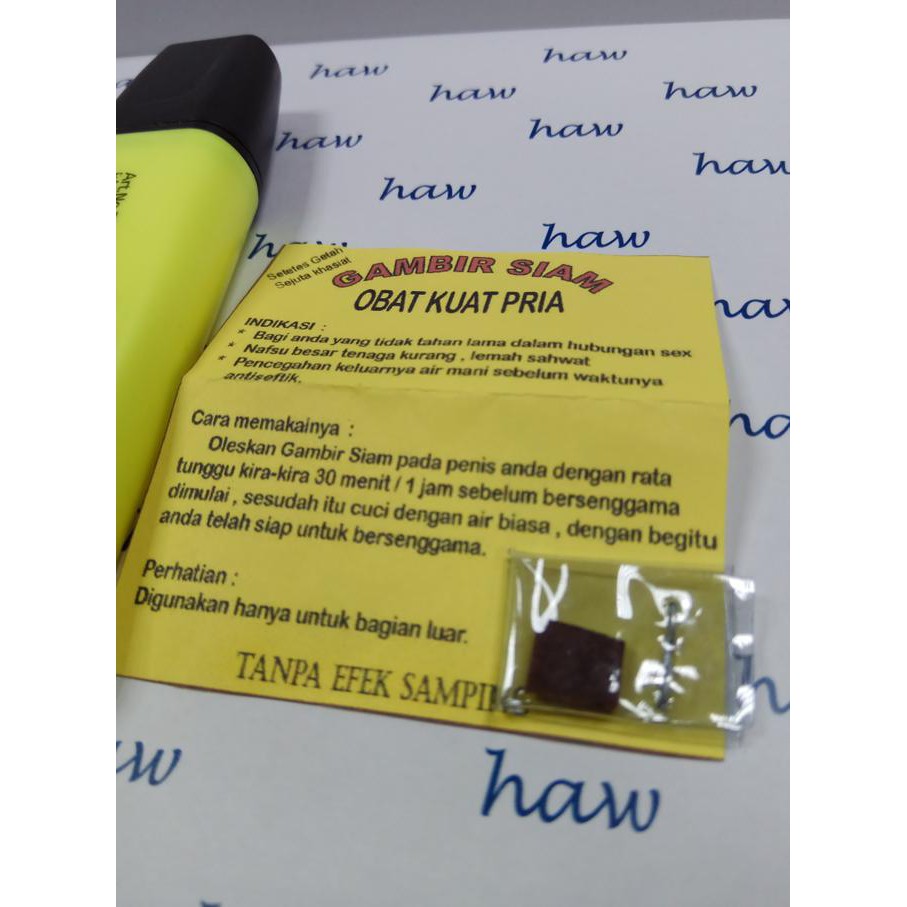 haw
haw
haw
haw
haw
haw
haw
haw
haw
haw
Setetes Getah
Sejuta khasiat
GAMBIR SIAM
OBAT KUAT PRIA
INDIKASI :
* Bagi anda yang tidak tahan lama dalam hubungan sex
* Nafsu besar tenaga kurang , lemah sahwat
* Pencegahan keluarnya air mani sebelum waktunya
antiseftik.
Cara memakainya :
Oleskan Gambir Siam pada penis anda dengan rata
tunggu kira-kira 30 menit / 1 jam sebelum bersenggama
dimulai , sesudah itu cuci dengan air biasa , dengan begitu
anda telah siap untuk bersenggama.
Perhatian :
Digunakan hanya untuk bagian luar.
TANPA EFEK
haw